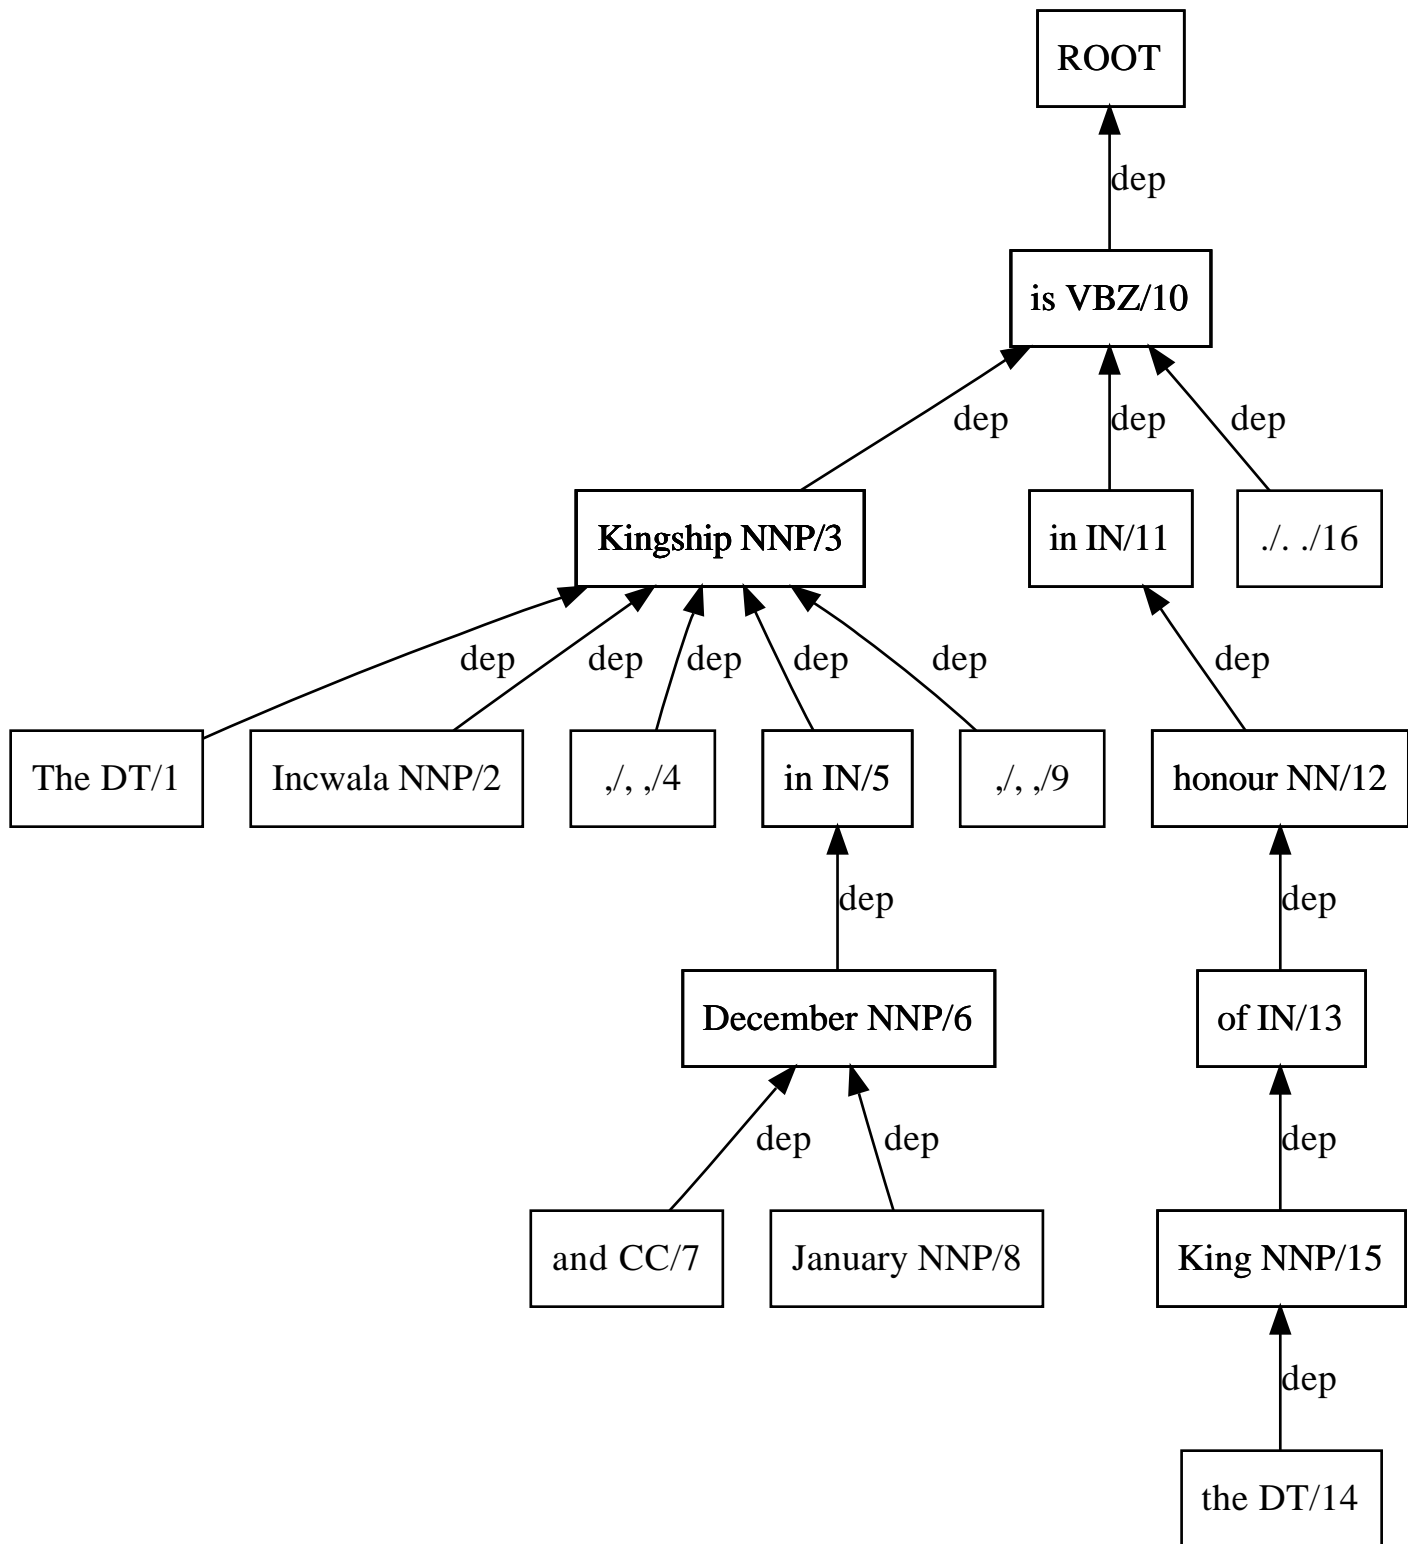 ROOT
dep
is VBZ/10
dep dep dep
Kingship NNP/3 in IN/11 ./. ./16
dep dep dep dep dep dep
The DT/1 Incwala NNP/2 ,/, ,/4 in IN/5 ,/, ,/9 honour NN/12
dep dep
December NNP/6 of IN/13
dep dep dep
and CC/7 January NNP/8 King NNP/15
dep
the DT/14